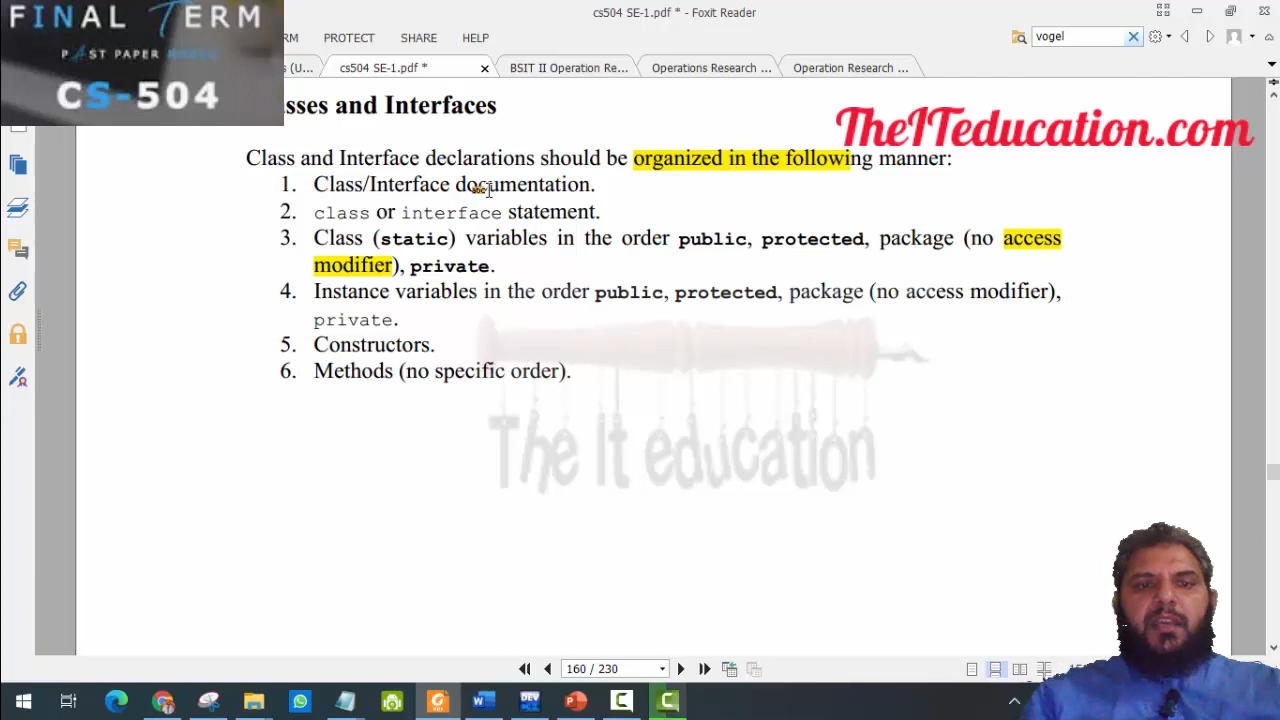 FINAL TERM
PAST PAPER
CS-504
cs504 SE-1.pdf * - Foxit Reader
RM PROTECT SHARE HELP
vogel
s (U... cs504 SE-1.pdf * BSIT II Operation Re... Operations Research ... Operation Research ...
TheITeducation.com
sses and Interfaces
Class and Interface declarations should be organized in the following manner:
1. Class/Interface documentation.
2. class or interface statement.
3. Class (static) variables in the order public, protected, package (no access
modifier), private.
4. Instance variables in the order public, protected, package (no access modifier),
private.
5. Constructors.
6. Methods (no specific order).
The It education
160 / 230